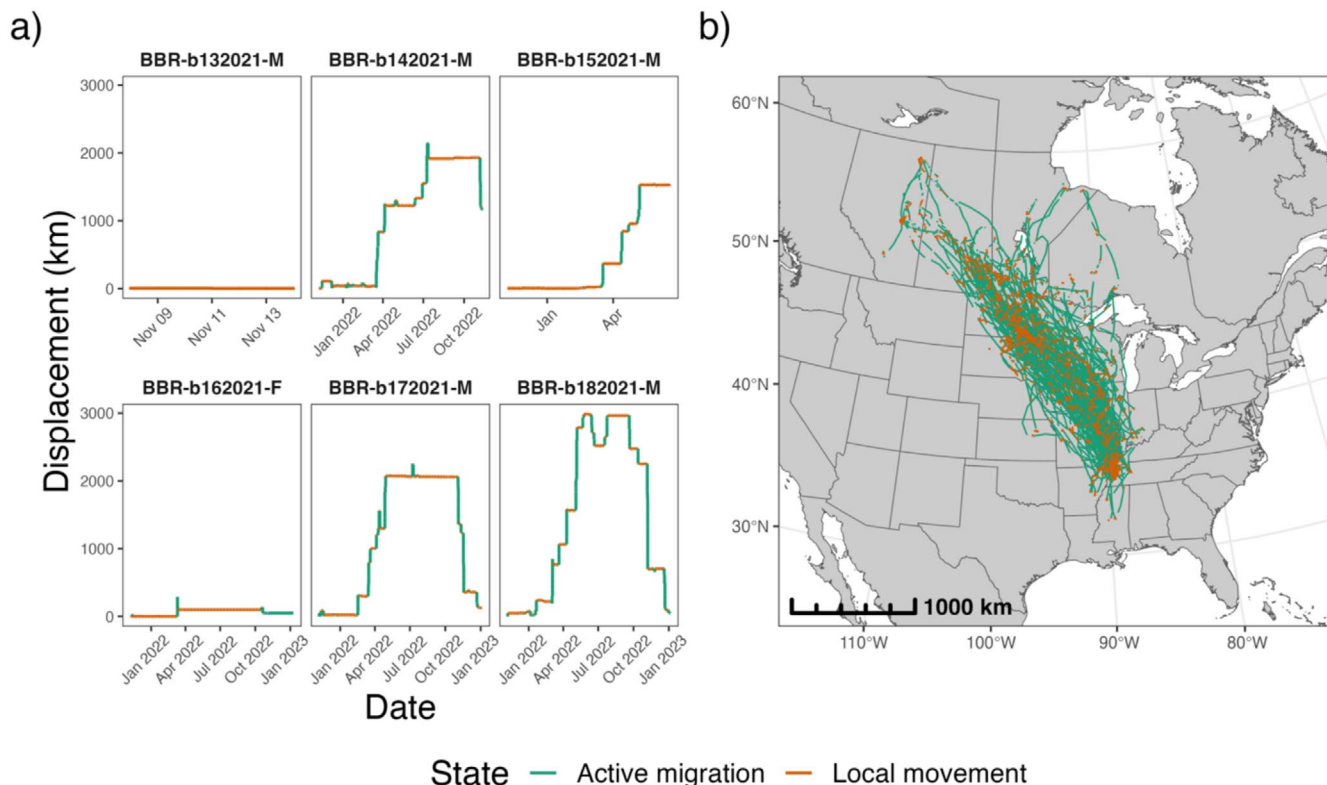 a)
BBR-b132021-M BBR-b142021-M BBR-b152021-M
3000
2000
1000
0
Nov 09 Nov 11 Nov 13
Jan 2022 Apr 2022 Jul 2022 Oct 2022
Jan Apr
BBR-b162021-F BBR-b172021-M BBR-b182021-M
3000
2000
1000
0
Jan 2022 Apr 2022 Jul 2022 Oct 2022 Jan 2023
Jan 2022 Apr 2022 Jul 2022 Oct 2022 Jan 2023
Jan 2022 Apr 2022 Jul 2022 Oct 2022 Jan 2023
Displacement (km)
Date
b)
60°N
50°N
40°N
30°N
1000 km
110°W 100°W 90°W 80°W
State Active migration Local movement